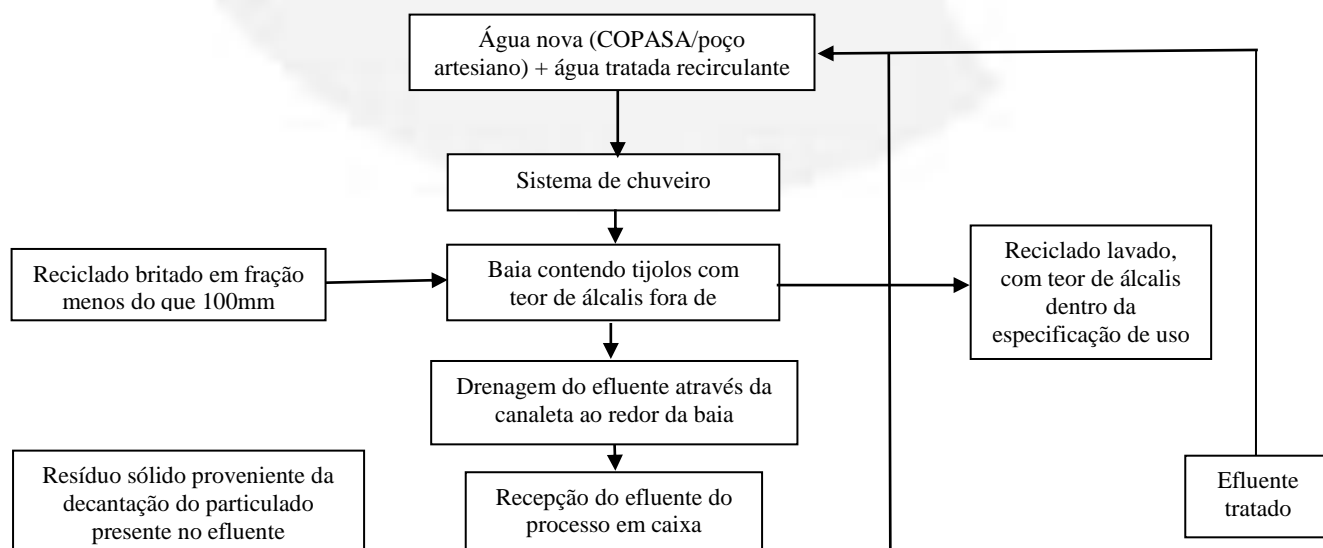 Água nova (COPASA/poço
artesiano) + água tratada recirculante
Sistema de chuveiro
Reciclado britado em fração
menos do que 100mm
Baia contendo tijolos com
teor de álcalis fora de
Reciclado lavado,
com teor de álcalis
dentro da
especificação de uso
Drenagem do efluente através da
canaleta ao redor da baia
Resíduo sólido proveniente da
decantação do particulado
presente no efluente
Recepção do efluente do
processo em caixa
Efluente
tratado